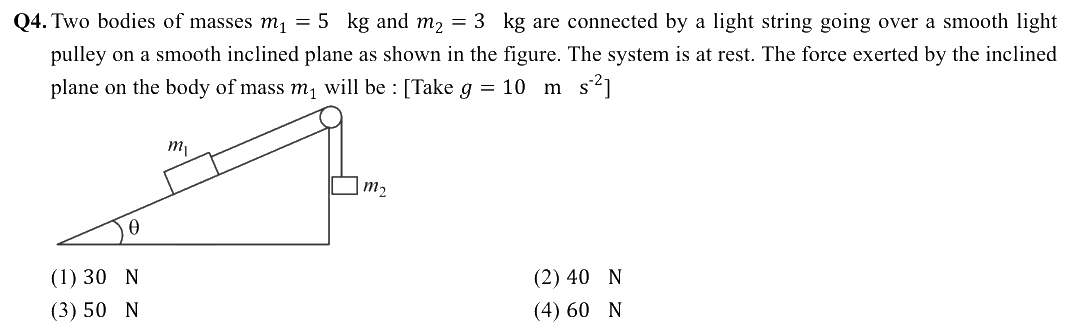 Q4. Two bodies of masses m₁ = 5 kg and m₂ = 3 kg are connected by a light string going over a smooth light
pulley on a smooth inclined plane as shown in the figure. The system is at rest. The force exerted by the inclined
plane on the body of mass m₁ will be : [Take g = 10 m s⁻²]
m₁
m₂
θ
(1) 30 N
(2) 40 N
(3) 50 N
(4) 60 N